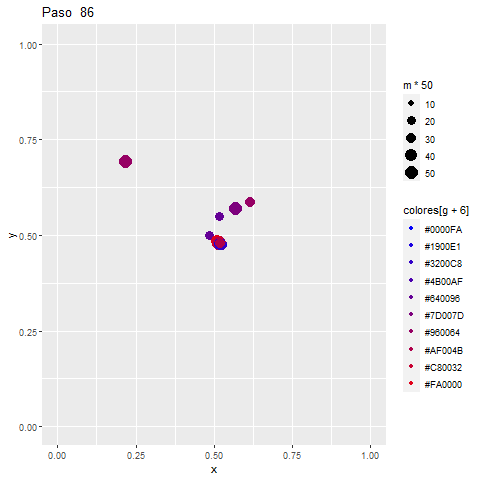 Paso 86
1.00
0.75
0.50
0.25
0.00
y
0.00 0.25 0.50 0.75 1.00
x
m * 50
10
20
30
40
50
colores[g + 6]
#0000FA
#1900E1
#3200C8
#4B00AF
#640096
#7D007D
#960064
#AF004B
#C80032
#FA0000